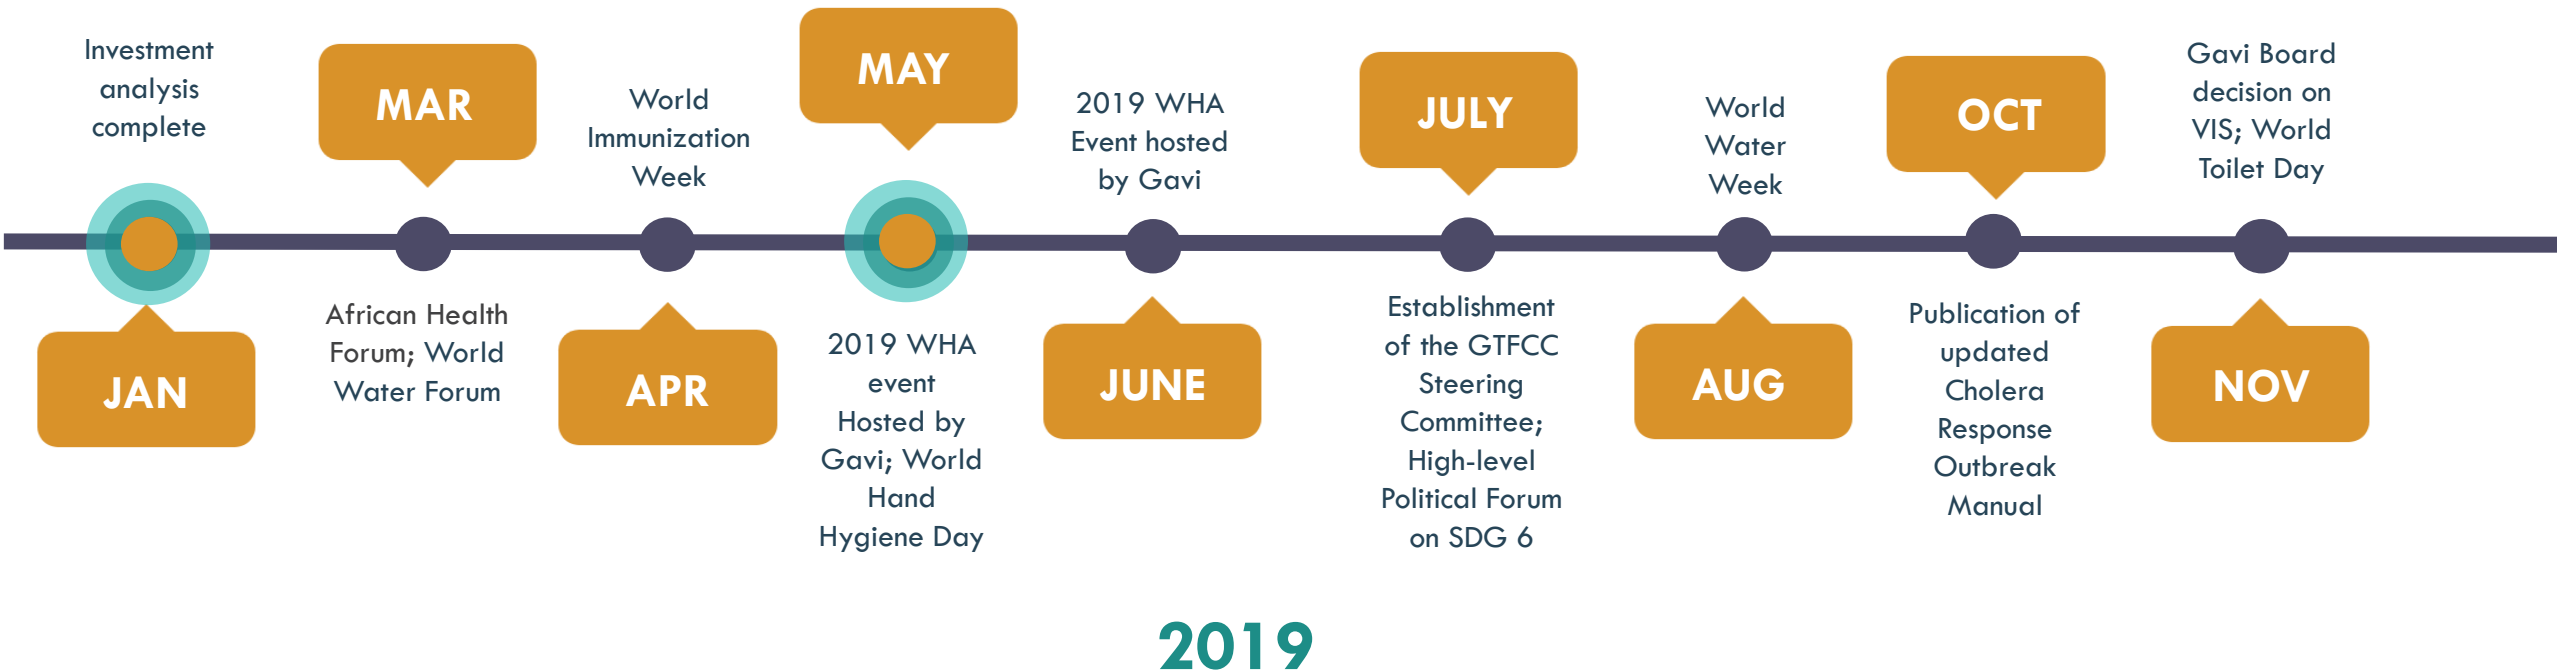 Investment
analysis
complete
JAN
MAR
African Health
Forum; World
Water Forum
World
Immunization
Week
APR
MAY
2019 WHA
event
Hosted by
Gavi; World
Hand
Hygiene Day
2019 WHA
Event hosted
by Gavi
JUNE
JULY
Establishment
of the GTFCC
Steering
Committee;
High-level
Political Forum
on SDG 6
World
Water
Week
AUG
OCT
Publication of
updated
Cholera
Response
Outbreak
Manual
Gavi Board
decision on
VIS; World
Toilet Day
NOV
2019